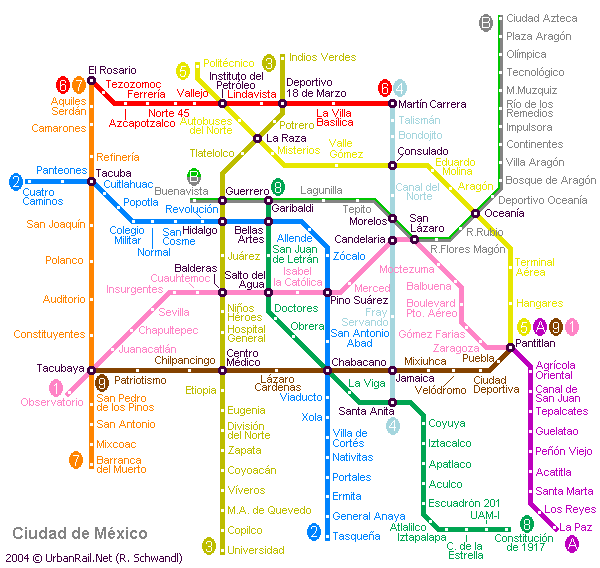 B
Ciudad Azteca
Plaza Aragón
Olímpica
Tecnológico
M.Muzquiz
Río de los
Remedios
Impulsora
Continentes
Villa Aragón
Bosque de Aragón
Deportivo Oceanía
Oceanía
R.Rubio
R.Flores Magón
San
Lázaro
Morelos
Tepito
Lagunilla
Garibaldi
Guerrero
Buenavista
B
5
Politécnico
Instituto del
Petróleo
Autobuses
del Norte
La Raza
Misterios
Valle
Gómez
Consulado
Eduardo
Molina
Aragón
Terminal
Aérea
Hangares
5
A
9
1
Pantitlan
3
Indios Verdes
Deportivo
18 de Marzo
Potrero
Tlatelolco
Hidalgo
Juárez
Balderas
Niños
Héroes
Hospital
General
Centro
Médico
Etiopia
Eugenia
División
del Norte
Zapata
Coyoacán
Víveros
M.A. de Quevedo
Copilco
Universidad
3
6
7
El Rosario
Tezozomoc
Ferrería
Azcapotzalco
Norte 45
Vallejo
Lindavista
La Villa
Basílica
6
4
Martín Carrera
Talismán
Bondojito
Canal del
Norte
Candelaria
Fray
Servando
Jamaica
Santa Anita
4
Aquiles
Serdán
Camarones
Refinería
Tacuba
San Joaquín
Polanco
Auditorio
Constituyentes
Tacubaya
San Pedro
de los Pinos
San Antonio
Mixcoac
Barranca
del Muerto
7
Panteones
2
Cuatro
Caminos
Cuitlahuac
Popotla
Colegio
Militar
Normal
San
Cosme
Revolución
Bellas
Artes
Allende
Zócalo
Pino Suárez
San Antonio
Abad
Chabacano
Viaducto
Xola
Villa de
Cortés
Nativitas
Portales
Ermita
General Anaya
Tasqueña
2
1
Observatorio
Juanacatlán
Chapultepec
Sevilla
Insurgentes
Cuauhtemoc
Salto del
Agua
Isabel
la Católica
Merced
Moctezuma
Balbuena
Boulevard
Pto. Aéreo
Gómez Farías
Zaragoza
9
Patriotismo
Chilpancingo
Lázaro
Cardenas
Mixiuhca
Velódromo
Ciudad
Deportiva
Puebla
8
San Juan
de Letrán
Doctores
Obrera
La Viga
Coyuya
Iztacalco
Apatlaco
Aculco
Escuadrón 201
Atlalilco
Iztapalapa
C. de la
Estrella
UAM-I
8
Constitución
de 1917
Agrícola
Oriental
Canal de
San Juan
Tepalcates
Guelatao
Peñón Viejo
Acatitla
Santa Marta
Los Reyes
La Paz
A
Ciudad de México
2004 © UrbanRail.Net (R. Schwandl)